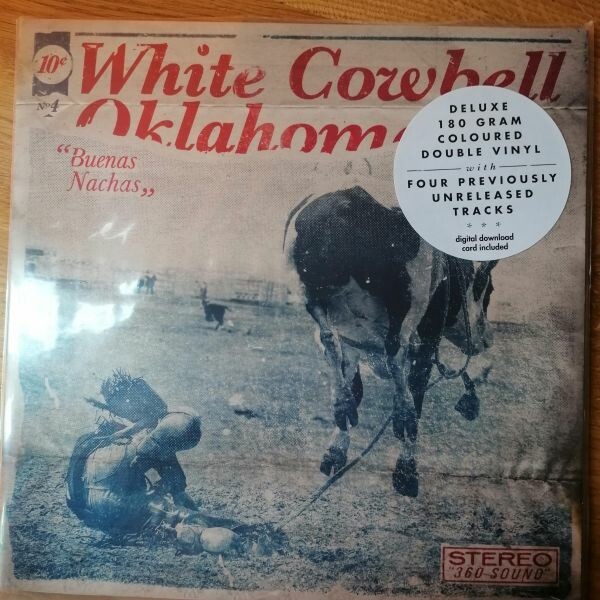 10¢
Nº4
White Cowbell
Oklahoma
“Buenas
Nachas„
DELUXE
180 GRAM
COLOURED
DOUBLE VINYL
with
FOUR PREVIOUSLY
UNRELEASED
TRACKS
* * *
digital download
card included
STEREO
"360-SOUND"